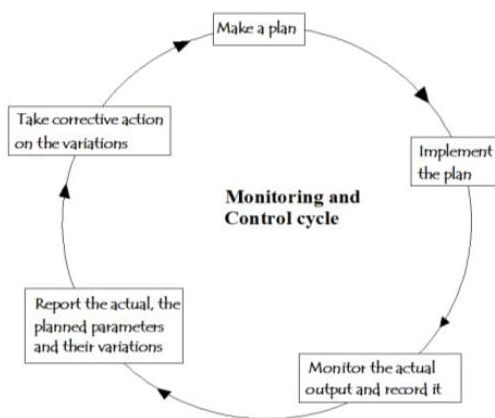 Make a plan
Implement
the plan
Monitor the actual
output and record it
Report the actual, the
planned parameters
and their variations
Take corrective action
on the variations
Monitoring and
Control cycle